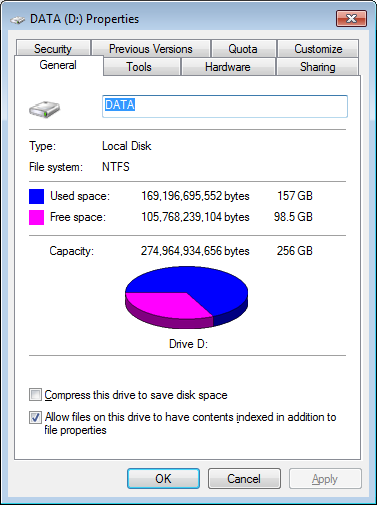 DATA (D:) Properties
Security Previous Versions Quota Customize
General Tools Hardware Sharing
DATA
Type: Local Disk
File system: NTFS
Used space: 169,196,695,552 bytes 157 GB
Free space: 105,768,239,104 bytes 98.5 GB
Capacity: 274,964,934,656 bytes 256 GB
Drive D:
Compress this drive to save disk space
Allow files on this drive to have contents indexed in addition to
file properties
OK Cancel Apply